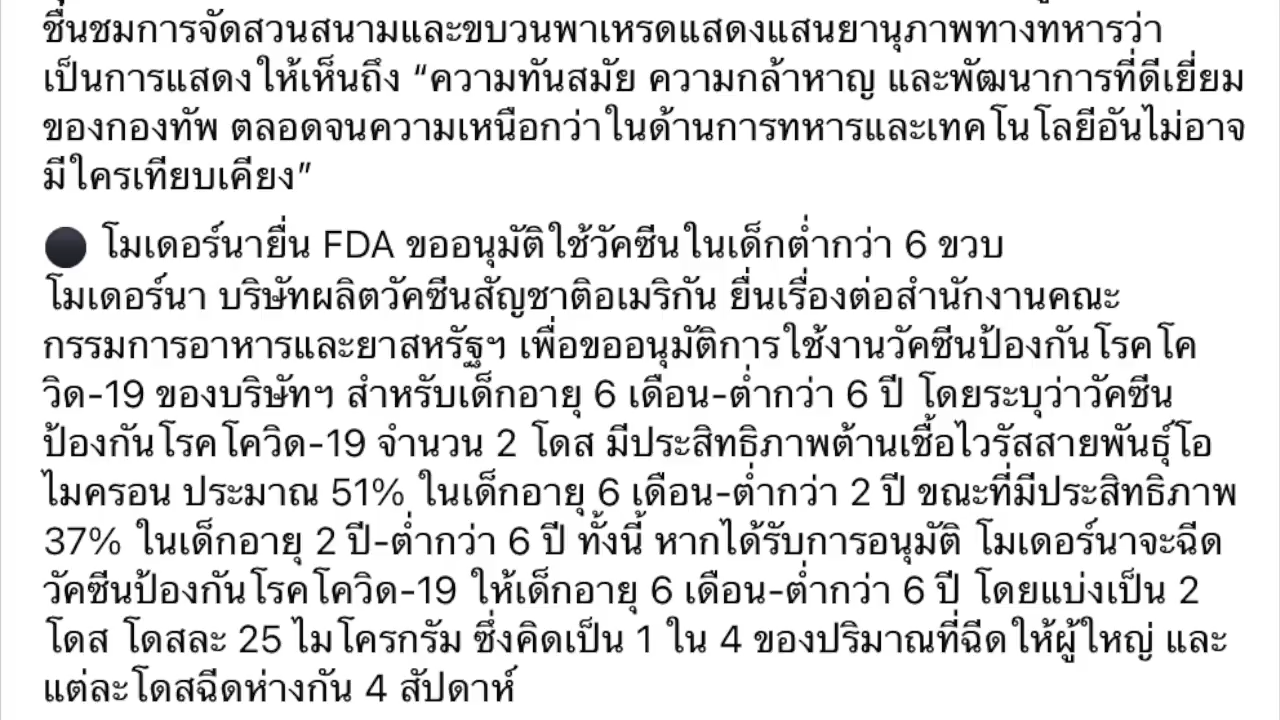 ชื่นชมการจัดสวนสนามและขบวนพาเหรดแสดงแสนยานุภาพทางทหารว่า
เป็นการแสดงให้เห็นถึง “ความทันสมัย ความกล้าหาญ และพัฒนาการที่ดีเยี่ยม
ของกองทัพ ตลอดจนความเหนือกว่าในด้านการทหารและเทคโนโลยีอันไม่อาจ
มีใครเทียบเคียง”
โมเดอร์นายื่น FDA ขออนุมัติใช้วัคซีนในเด็กต่ำกว่า 6 ขวบ
โมเดอร์นา บริษัทผลิตวัคซีนสัญชาติอเมริกัน ยื่นเรื่องต่อสำนักงานคณะ
กรรมการอาหารและยาสหรัฐฯ เพื่อขออนุมัติการใช้งานวัคซีนป้องกันโรคโค
วิด-19 ของบริษัทฯ สำหรับเด็กอายุ 6 เดือน-ต่ำกว่า 6 ปี โดยระบุว่าวัคซีน
ป้องกันโรคโควิด-19 จำนวน 2 โดส มีประสิทธิภาพต้านเชื้อไวรัสสายพันธุ์โอ
ไมครอน ประมาณ 51% ในเด็กอายุ 6 เดือน-ต่ำกว่า 2 ปี ขณะที่มีประสิทธิภาพ
37% ในเด็กอายุ 2 ปี-ต่ำกว่า 6 ปี ทั้งนี้ หากได้รับการอนุมัติ โมเดอร์นาจะฉีด
วัคซีนป้องกันโรคโควิด-19 ให้เด็กอายุ 6 เดือน-ต่ำกว่า 6 ปี โดยแบ่งเป็น 2
โดส โดสละ 25 ไมโครกรัม ซึ่งคิดเป็น 1 ใน 4 ของปริมาณที่ฉีดให้ผู้ใหญ่ และ
แต่ละโดสฉีดห่างกัน 4 สัปดาห์